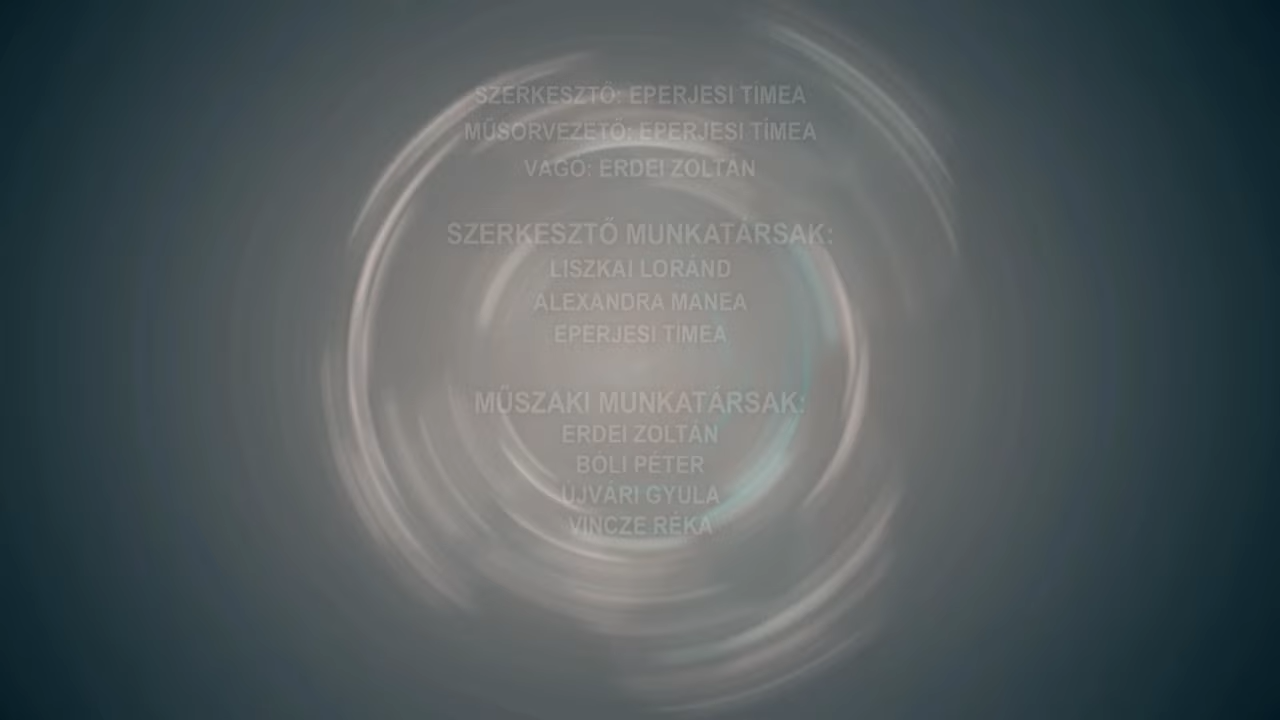 SZERKESZTŐ: EPERJESI TÍMEA
MŰSORVEZETŐ: EPERJESI TÍMEA
VÁGÓ: ERDEI ZOLTÁN
SZERKESZTŐ MUNKATÁRSAK:
LISZKAI LORÁND
ALEXANDRA MANEA
EPERJESI TÍMEA
MŰSZAKI MUNKATÁRSAK:
ERDEI ZOLTÁN
BÓLI PÉTER
ÚJVÁRI GYULA
VINCZE RÉKA